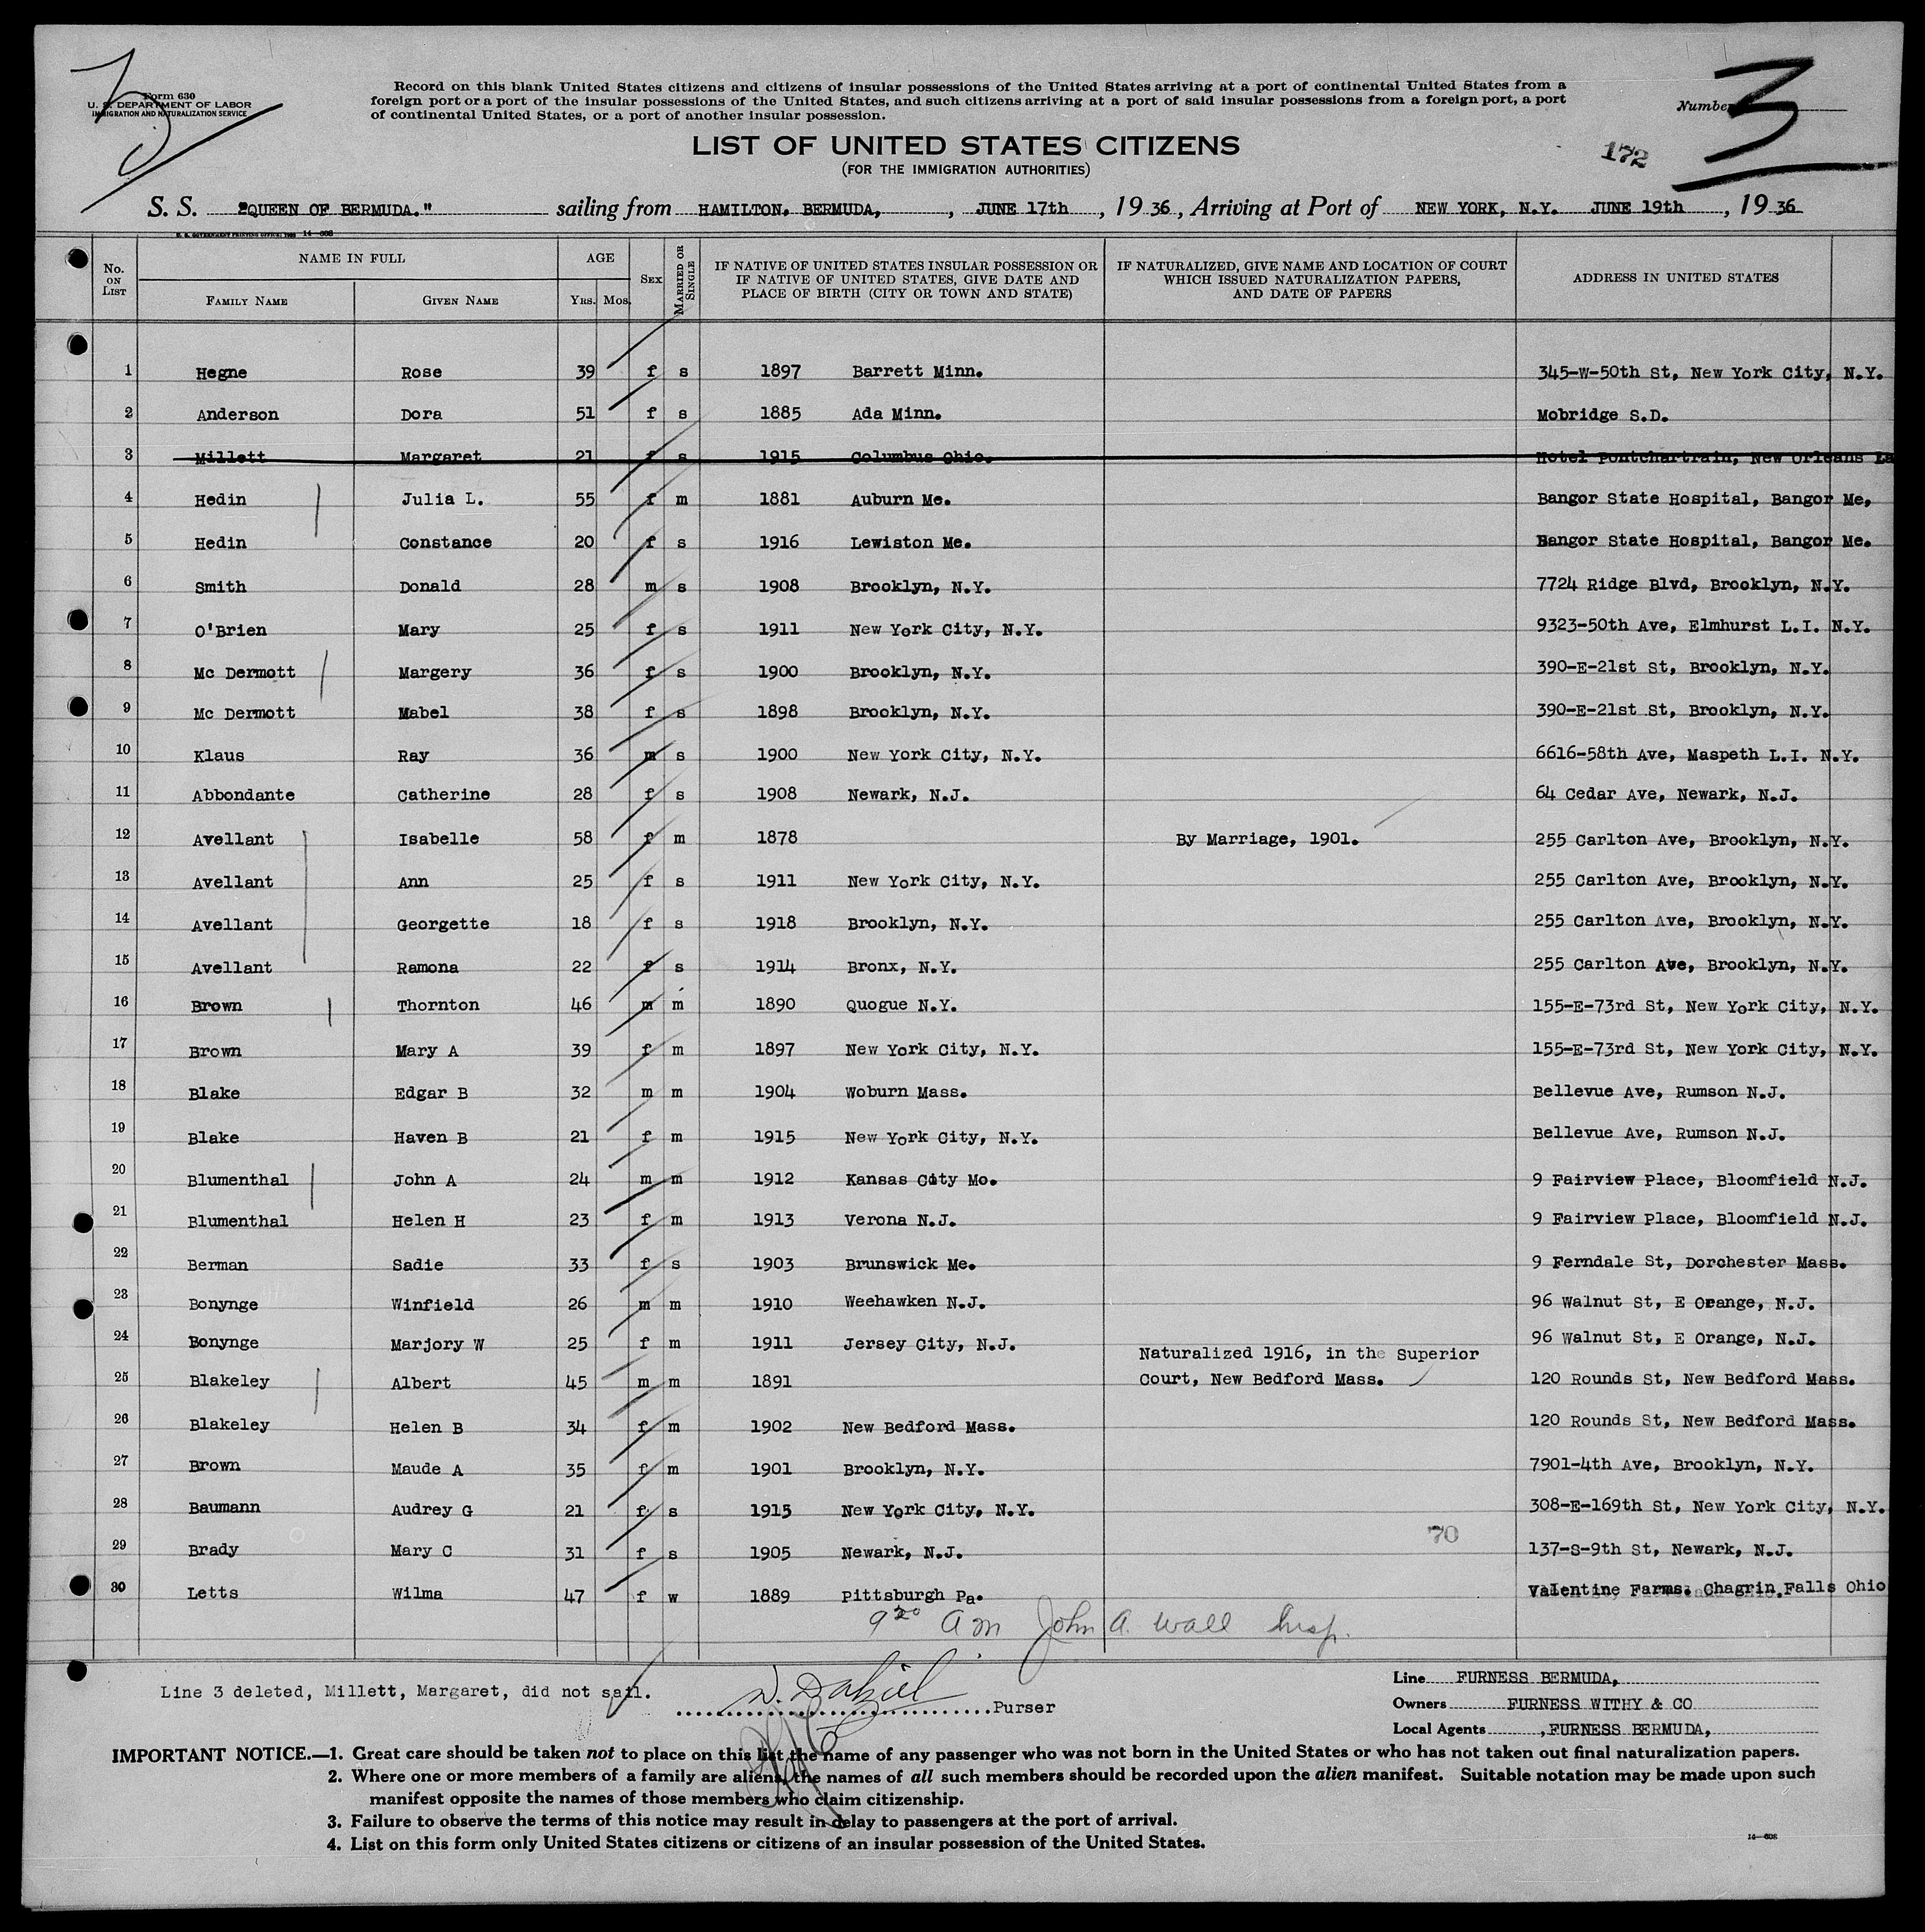 Form 630
U. S. DEPARTMENT OF LABOR
IMMIGRATION AND NATURALIZATION SERVICE
Record on this blank United States citizens and citizens of insular possessions of the United States arriving at a port of continental United States from a
foreign port or a port of the insular possessions of the United States, and such citizens arriving at a port of said insular possessions from a foreign port, a port
of continental United States, or a port of another insular possession.
Number 3
172
LIST OF UNITED STATES CITIZENS
(FOR THE IMMIGRATION AUTHORITIES)
S. S. "QUEEN OF BERMUDA." sailing from HAMILTON, BERMUDA, , JUNE 17th , 19 36 , Arriving at Port of NEW YORK, N.Y. JUNE 19th , 19 36
No. ON LIST NAME IN FULL AGE SEX MARRIED OR SINGLE IF NATIVE OF UNITED STATES INSULAR POSSESSION OR IF NATIVE OF UNITED STATES, GIVE DATE AND PLACE OF BIRTH (CITY OR TOWN AND STATE) IF NATURALIZED, GIVE NAME AND LOCATION OF COURT WHICH ISSUED NATURALIZATION PAPERS, AND DATE OF PAPERS ADDRESS IN UNITED STATES
FAMILY NAME GIVEN NAME YRS. MOS.
1 Hegne Rose 39 f s 1897 Barrett Minn. 345-W-50th St, New York City, N.Y.
2 Anderson Dora 51 f s 1885 Ada Minn. Mobridge S.D.
3 Millett Margaret 21 f s 1915 Columbus Ohio. Hotel Pontchartrain, New Orleans La
4 Hedin Julia L. 55 f m 1881 Auburn Me. Bangor State Hospital, Bangor Me,
5 Hedin Constance 20 f s 1916 Lewiston Me. Bangor State Hospital, Bangor Me.
6 Smith Donald 28 m s 1908 Brooklyn, N.Y. 7724 Ridge Blvd, Brooklyn, N.Y.
7 O'Brien Mary 25 f s 1911 New York City, N.Y. 9323-50th Ave, Elmhurst L.I. N.Y.
8 Mc Dermott Margery 36 f s 1900 Brooklyn, N.Y. 390-E-21st St, Brooklyn, N.Y.
9 Mc Dermott Mabel 38 f s 1898 Brooklyn, N.Y. 390-E-21st St, Brooklyn, N.Y.
10 Klaus Ray 36 m s 1900 New York City, N.Y. 6616-58th Ave, Maspeth L.I. N.Y.
11 Abbondante Catherine 28 f s 1908 Newark, N.J. 64 Cedar Ave, Newark, N.J.
12 Avellant Isabelle 58 f m 1878 By Marriage, 1901. 255 Carlton Ave, Brooklyn, N.Y.
13 Avellant Ann 25 f s 1911 New York City, N.Y. 255 Carlton Ave, Brooklyn, N.Y.
14 Avellant Georgette 18 f s 1918 Brooklyn, N.Y. 255 Carlton Ave, Brooklyn, N.Y.
15 Avellant Ramona 22 f s 1914 Bronx, N.Y. 255 Carlton Ave, Brooklyn, N.Y.
16 Brown Thornton 46 m m 1890 Quogue N.Y. 155-E-73rd St, New York City, N.Y.
17 Brown Mary A 39 f m 1897 New York City, N.Y. 155-E-73rd St, New York City, N.Y.
18 Blake Edgar B 32 m m 1904 Woburn Mass. Bellevue Ave, Rumson N.J.
19 Blake Haven B 21 f m 1915 New York City, N.Y. Bellevue Ave, Rumson N.J.
20 Blumenthal John A 24 m m 1912 Kansas City Mo. 9 Fairview Place, Bloomfield N.J.
21 Blumenthal Helen H 23 f m 1913 Verona N.J. 9 Fairview Place, Bloomfield N.J.
22 Berman Sadie 33 f s 1903 Brunswick Me. 9 Ferndale St, Dorchester Mass.
23 Bonynge Winfield 26 m m 1910 Weehawken N.J. 96 Walnut St, E Orange, N.J.
24 Bonynge Marjory W 25 f m 1911 Jersey City, N.J. 96 Walnut St, E Orange, N.J.
25 Blakeley Albert 45 m m 1891 Naturalized 1916, in the Superior Court, New Bedford Mass. 120 Rounds St, New Bedford Mass.
26 Blakeley Helen B 34 f m 1902 New Bedford Mass. 120 Rounds St, New Bedford Mass.
27 Brown Maude A 35 f m 1901 Brooklyn, N.Y. 7901-4th Ave, Brooklyn, N.Y.
28 Baumann Audrey G 21 f s 1915 New York City, N.Y. 308-E-169th St, New York City, N.Y.
70
29 Brady Mary C 31 f s 1905 Newark, N.J. 137-S-9th St, Newark, N.J.
30 Letts Wilma 47 f w 1889 Pittsburgh Pa. Valentine Farms. Chagrin Falls Ohio
9 20 am John A. Wall Insp.
Line 3 deleted, Millett, Margaret, did not sail.
Purser
Line FURNESS BERMUDA,
Owners FURNESS WITHY & CO
Local Agents ,FURNESS BERMUDA,
IMPORTANT NOTICE.—1. Great care should be taken not to place on this list the name of any passenger who was not born in the United States or who has not taken out final naturalization papers.
2. Where one or more members of a family are aliens, the names of all such members should be recorded upon the alien manifest. Suitable notation may be made upon such
manifest opposite the names of those members who claim citizenship.
3. Failure to observe the terms of this notice may result in delay to passengers at the port of arrival.
4. List on this form only United States citizens or citizens of an insular possession of the United States.